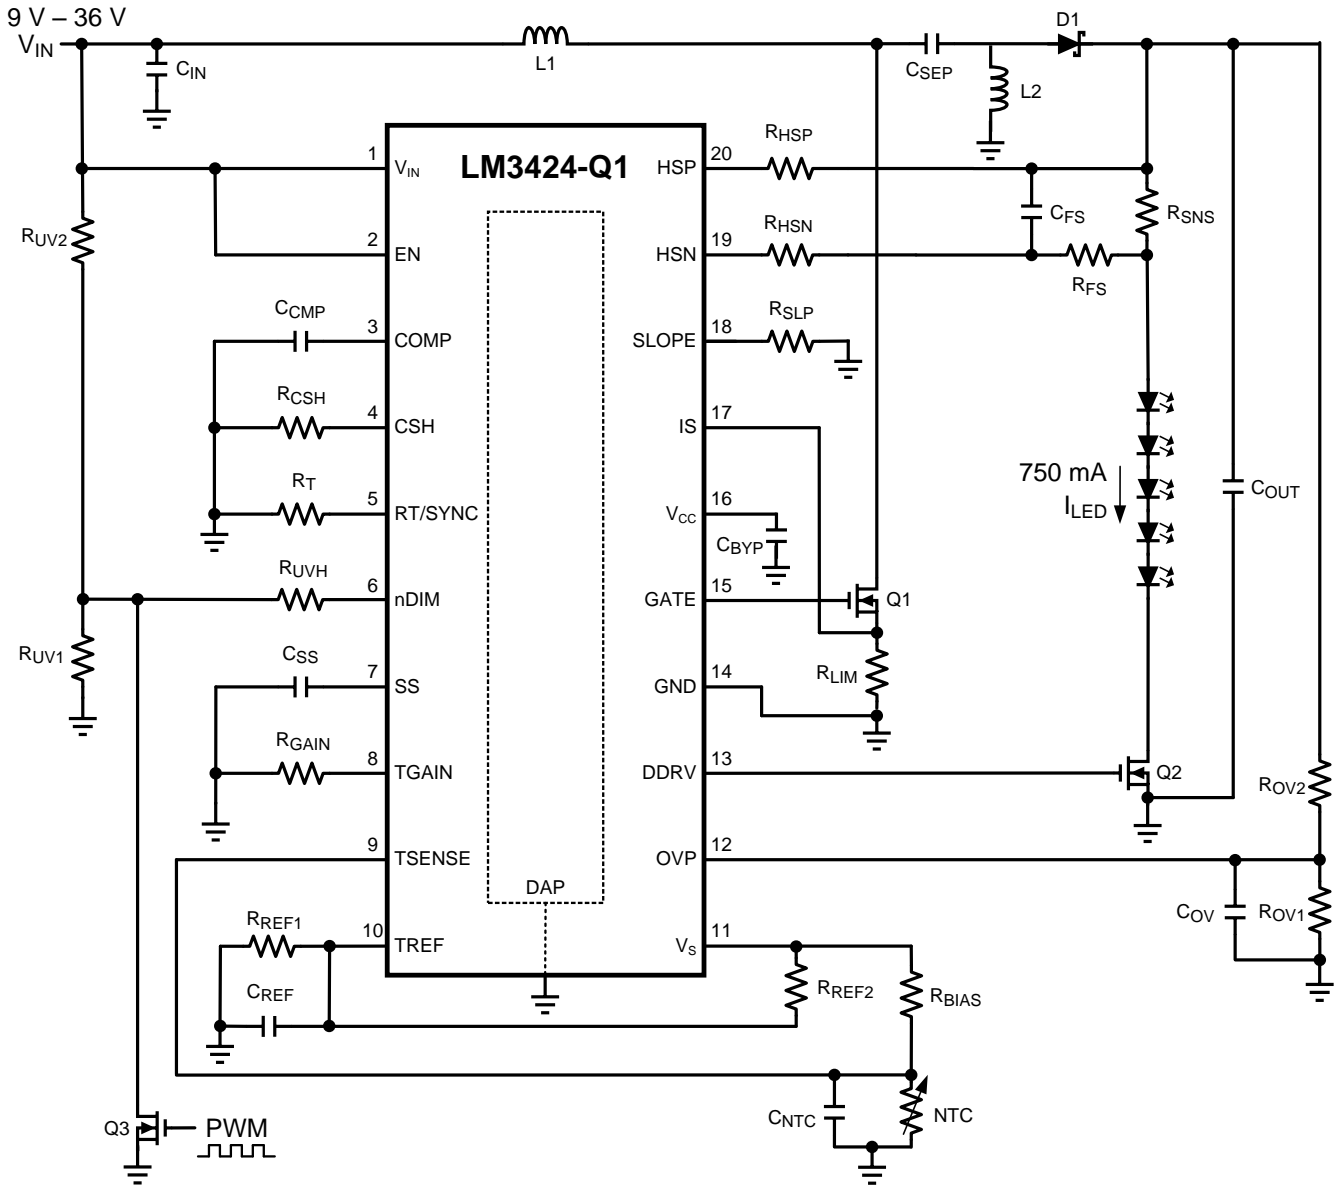 9 V – 36 V
VIN
CIN
L1
CSEP
D1
L2
LM3424-Q1
1
VIN
2
EN
3
COMP
4
CSH
5
RT/SYNC
6
nDIM
7
SS
8
TGAIN
9
TSENSE
10
TREF
20
HSP
19
HSN
18
SLOPE
17
IS
16
VCC
15
GATE
14
GND
13
DDRV
12
OVP
11
VS
DAP
RUV2
CCMP
RCSH
RT
RUVH
RUV1
CSS
RGAIN
RREF1
CREF
RHSP
RHSN
CFS
RSNS
RFS
RSLP
CBYP
Q1
RLIM
750 mA
ILED
COUT
Q2
ROV2
COV
ROV1
RREF2
RBIAS
CNTC
NTC
Q3
PWM